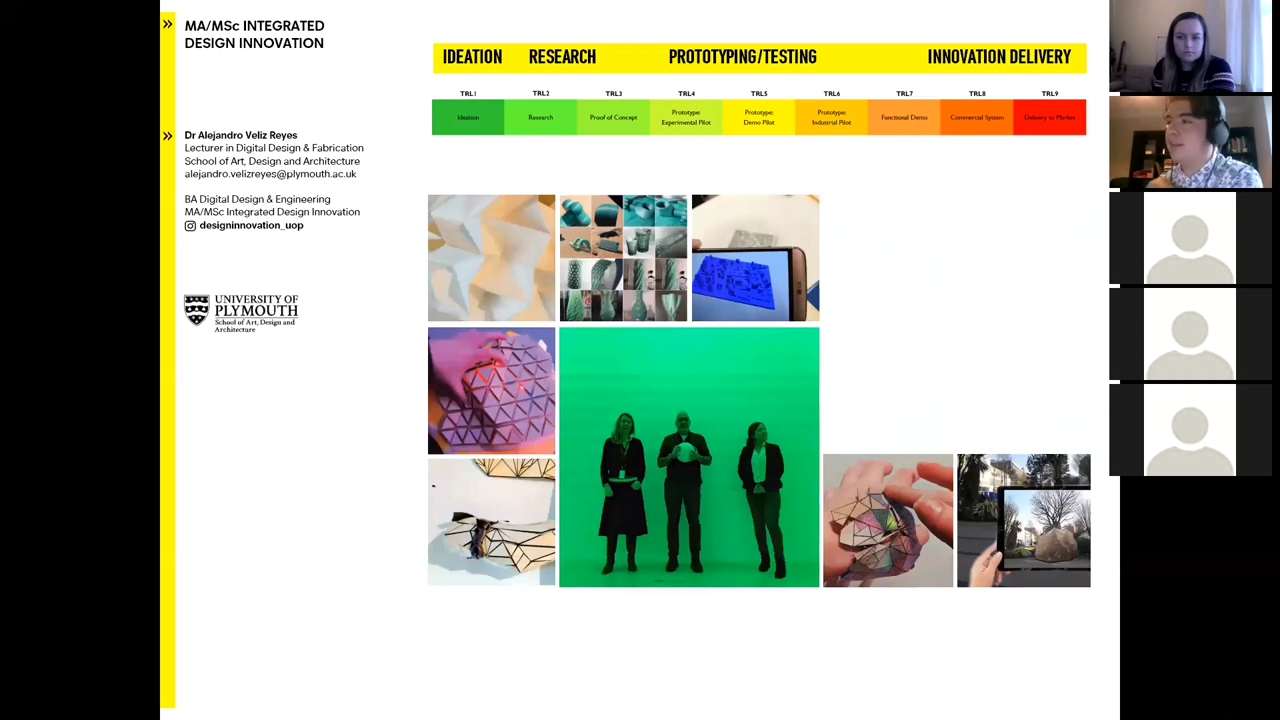 MA/MSc INTEGRATED
DESIGN INNOVATION
Dr Alejandro Veliz Reyes
Lecturer in Digital Design & Fabrication
School of Art, Design and Architecture
alejandro.velizreyes@plymouth.ac.uk
BA Digital Design & Engineering
MA/MSc Integrated Design Innovation
designinnovation_uop
UNIVERSITY OF
PLYMOUTH
School of Art, Design and
Architecture
IDEATION RESEARCH PROTOTYPING/TESTING INNOVATION DELIVERY
TRL1 TRL2 TRL3 TRL4 TRL5 TRL6 TRL7 TRL8 TRL9
Ideation
Research
Proof of Concept
Prototype:
Experimental Pilot
Prototype:
Demo Pilot
Prototype:
Industrial Pilot
Functional Demo
Commercial System
Delivery to Market
LG